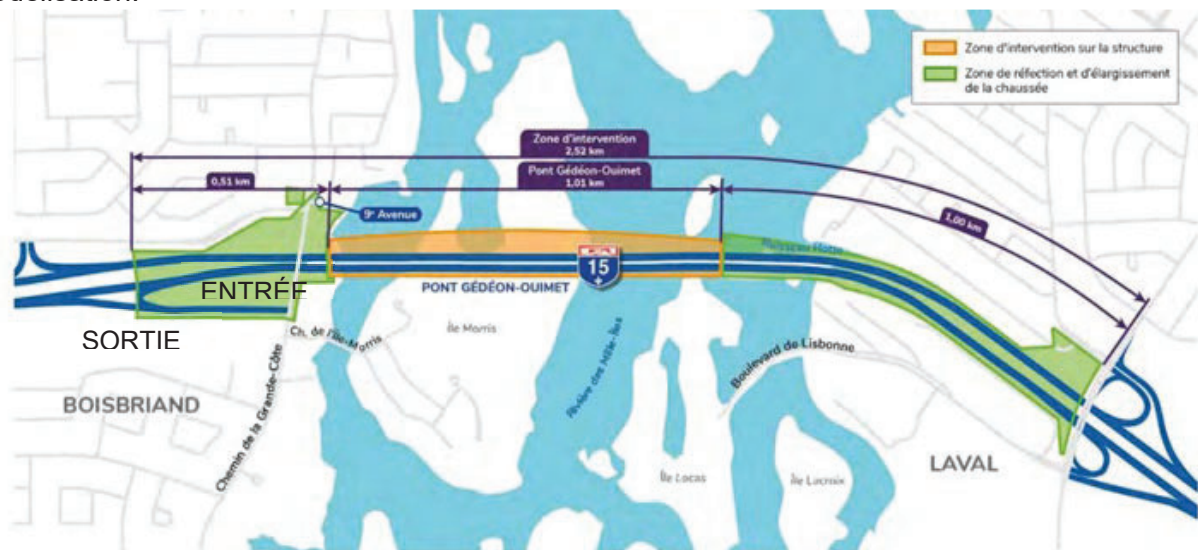 Zone d'intervention sur la structure
Zone de réfection et d'élargissement
de la chaussée
Zone d'intervention
2,52 km
Pont Gédéon-Ouimet
1,01 km
0,51 km
1,00 km
9e Avenue
15
PONT GÉDÉON-OUIMET
ENTRÉE
SORTIE
Ch. de l'Île-Morris
Île Morris
Rivière des Mille-Îles
Boulevard de Lisbonne
BOISBRIAND
Chemin de la Grande-Côte
Île Locas
Île Lacroix
LAVAL